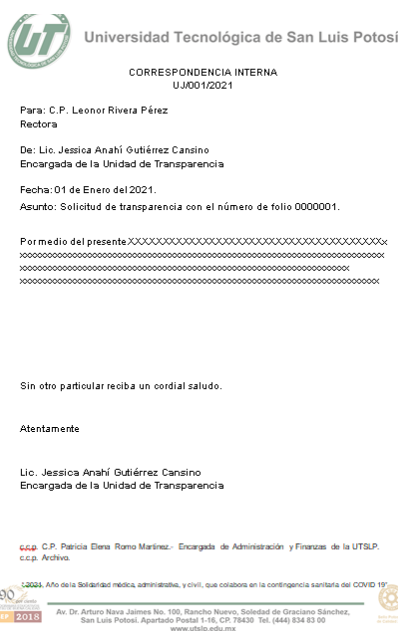 UT
Universidad Tecnológica de San Luis Potosí
CORRESPONDENCIA INTERNA
UJ/001/2021
Para: C.P. Leonor Rivera Pérez
Rectora
De: Lic. Jessica Anahí Gutiérrez Cansino
Encargada de la Unidad de Transparencia
Fecha: 01 de Enero del 2021.
Asunto: Solicitud de transparencia con el número de folio 0000001.
Por medio del presente XXXXXXXXXXXXXXXXXXXXXXXXXXXXXXXXXXXXXXX
Sin otro particular reciba un cordial saludo.
Atentamente
Lic. Jessica Anahí Gutiérrez Cansino
Encargada de la Unidad de Transparencia
c.c.p. C.P. Patricia Elena Romo Martínez.- Encargada de Administración y Finanzas de la UTSLP.
c.c.p. Archivo.
2021, Año de la Solidaridad médica, administrativa, y civil, que colabora en la contingencia sanitaria del COVID 19"
90
2018
Av. Dr. Arturo Nava Jaimes No. 100, Rancho Nuevo, Soledad de Graciano Sánchez,
San Luis Potosí. Apartado Postal 1-16, CP. 78430 Tel. (444) 834 83 00
www.utslp.edu.mx